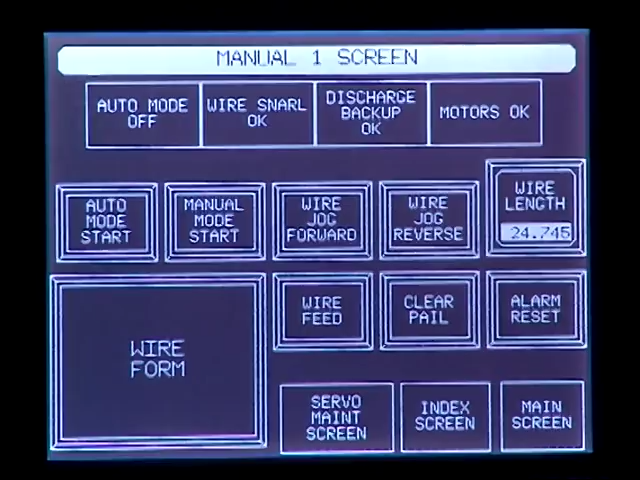 MANUAL 1 SCREEN
AUTO MODE
OFF
WIRE SNARL
OK
DISCHARGE
BACKUP
OK
MOTORS OK
AUTO
MODE
START
MANUAL
MODE
START
WIRE
JOG
FORWARD
WIRE
JOG
REVERSE
WIRE
LENGTH
24.745
WIRE
FORM
WIRE
FEED
CLEAR
PAIL
ALARM
RESET
SERVO
MAINT
SCREEN
INDEX
SCREEN
MAIN
SCREEN